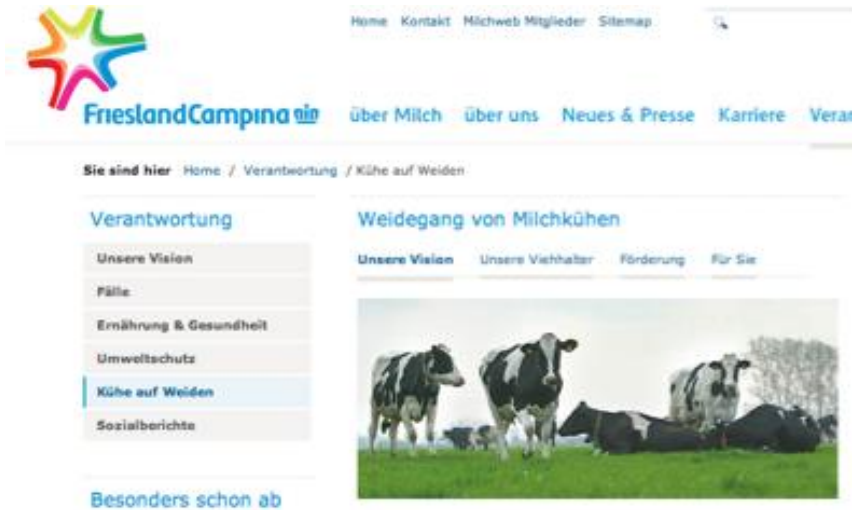 Home Kontakt Milchweb Mitglieder Sitemap
FrieslandCampina
über Milch über uns Neues & Presse Karriere Veran
Sie sind hier Home / Verantwortung / Kühe auf Weiden
Verantwortung
Unsere Vision
Fälle
Ernährung & Gesundheit
Umweltschutz
Kühe auf Weiden
Sozialberichte
Besonders schon ab
Weidegang von Milchkühen
Unsere Vision Unsere Viehhalter Förderung Für Sie